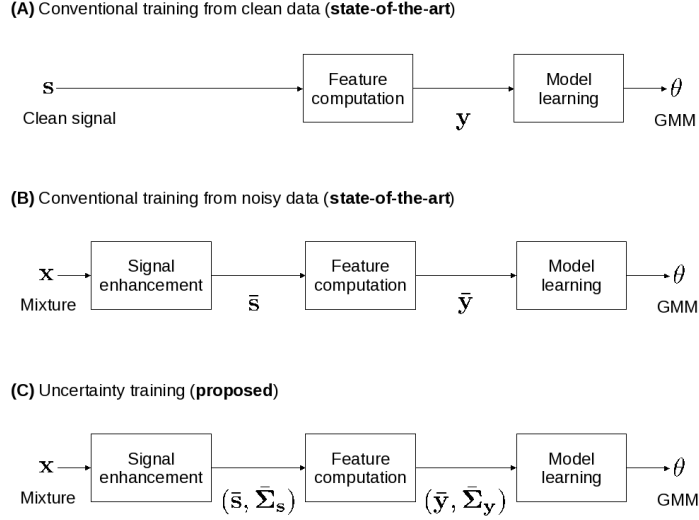 (A) Conventional training from clean data (state-of-the-art)
s
Feature computation
Model learning
θ
Clean signal
y
GMM
(B) Conventional training from noisy data (state-of-the-art)
x
Signal enhancement
Feature computation
Model learning
θ
Mixture
s̄
ȳ
GMM
(C) Uncertainty training (proposed)
x
Signal enhancement
Feature computation
Model learning
θ
Mixture
(s̄, Σ̄ₛ)
(ȳ, Σ̄_y)
GMM